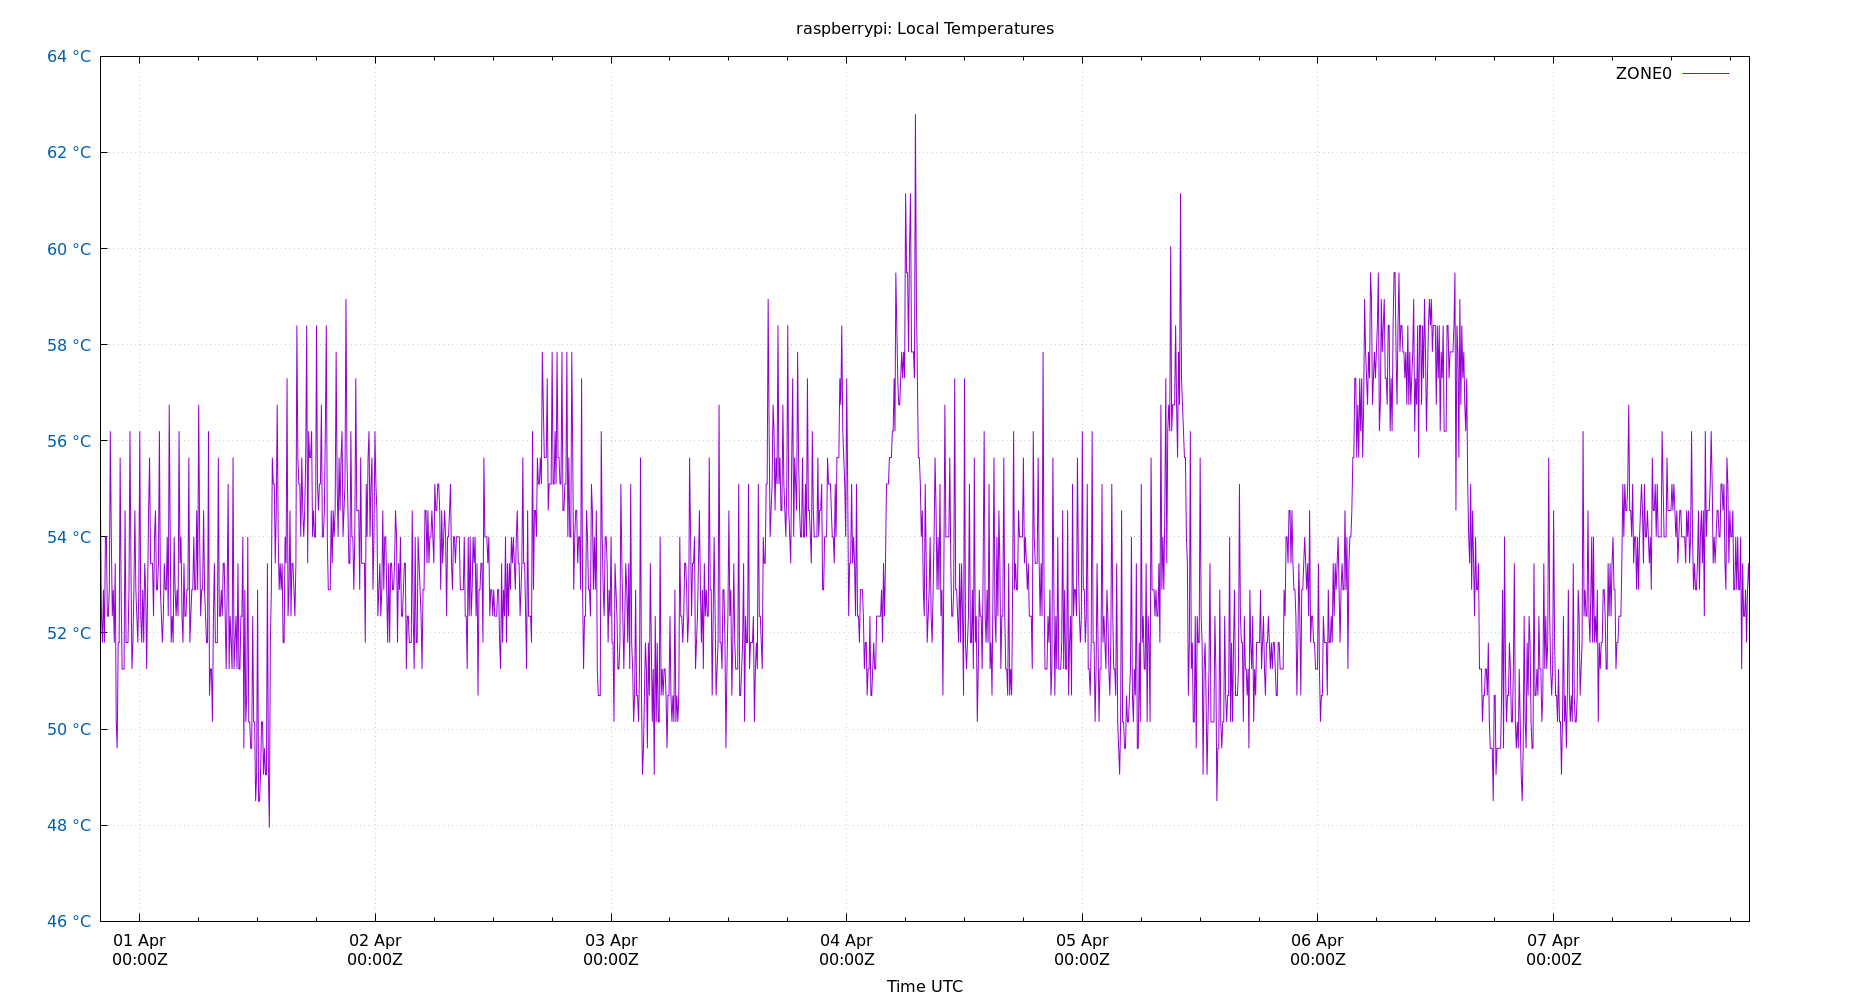 raspberrypi: Local Temperatures
64 °C
ZONE0
62 °C
60 °C
58 °C
56 °C
54 °C
52 °C
50 °C
48 °C
46 °C
01 Apr 02 Apr 03 Apr 04 Apr 05 Apr 06 Apr 07 Apr
00:00Z 00:00Z 00:00Z 00:00Z 00:00Z 00:00Z 00:00Z
Time UTC